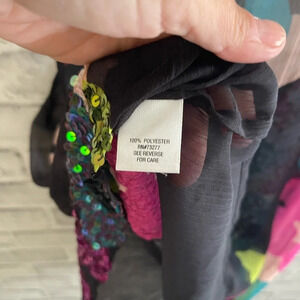 100% POLYESTER
RN#73277
SEE REVERSE
FOR CARE